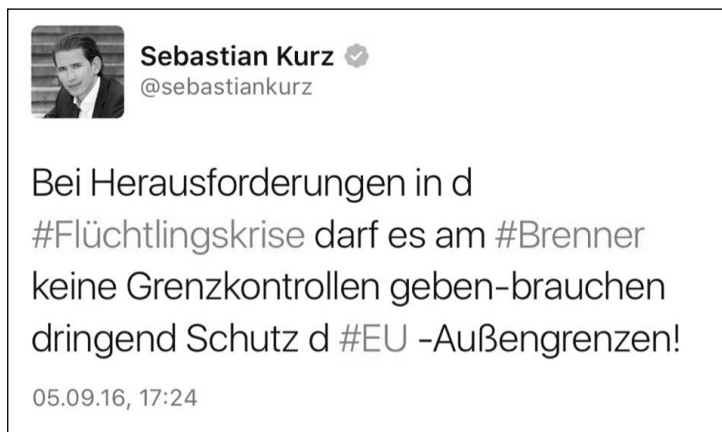 Sebastian Kurz
@sebastiankurz
Bei Herausforderungen in d
#Flüchtlingskrise darf es am #Brenner
keine Grenzkontrollen geben-brauchen
dringend Schutz d #EU -Außengrenzen!
05.09.16, 17:24